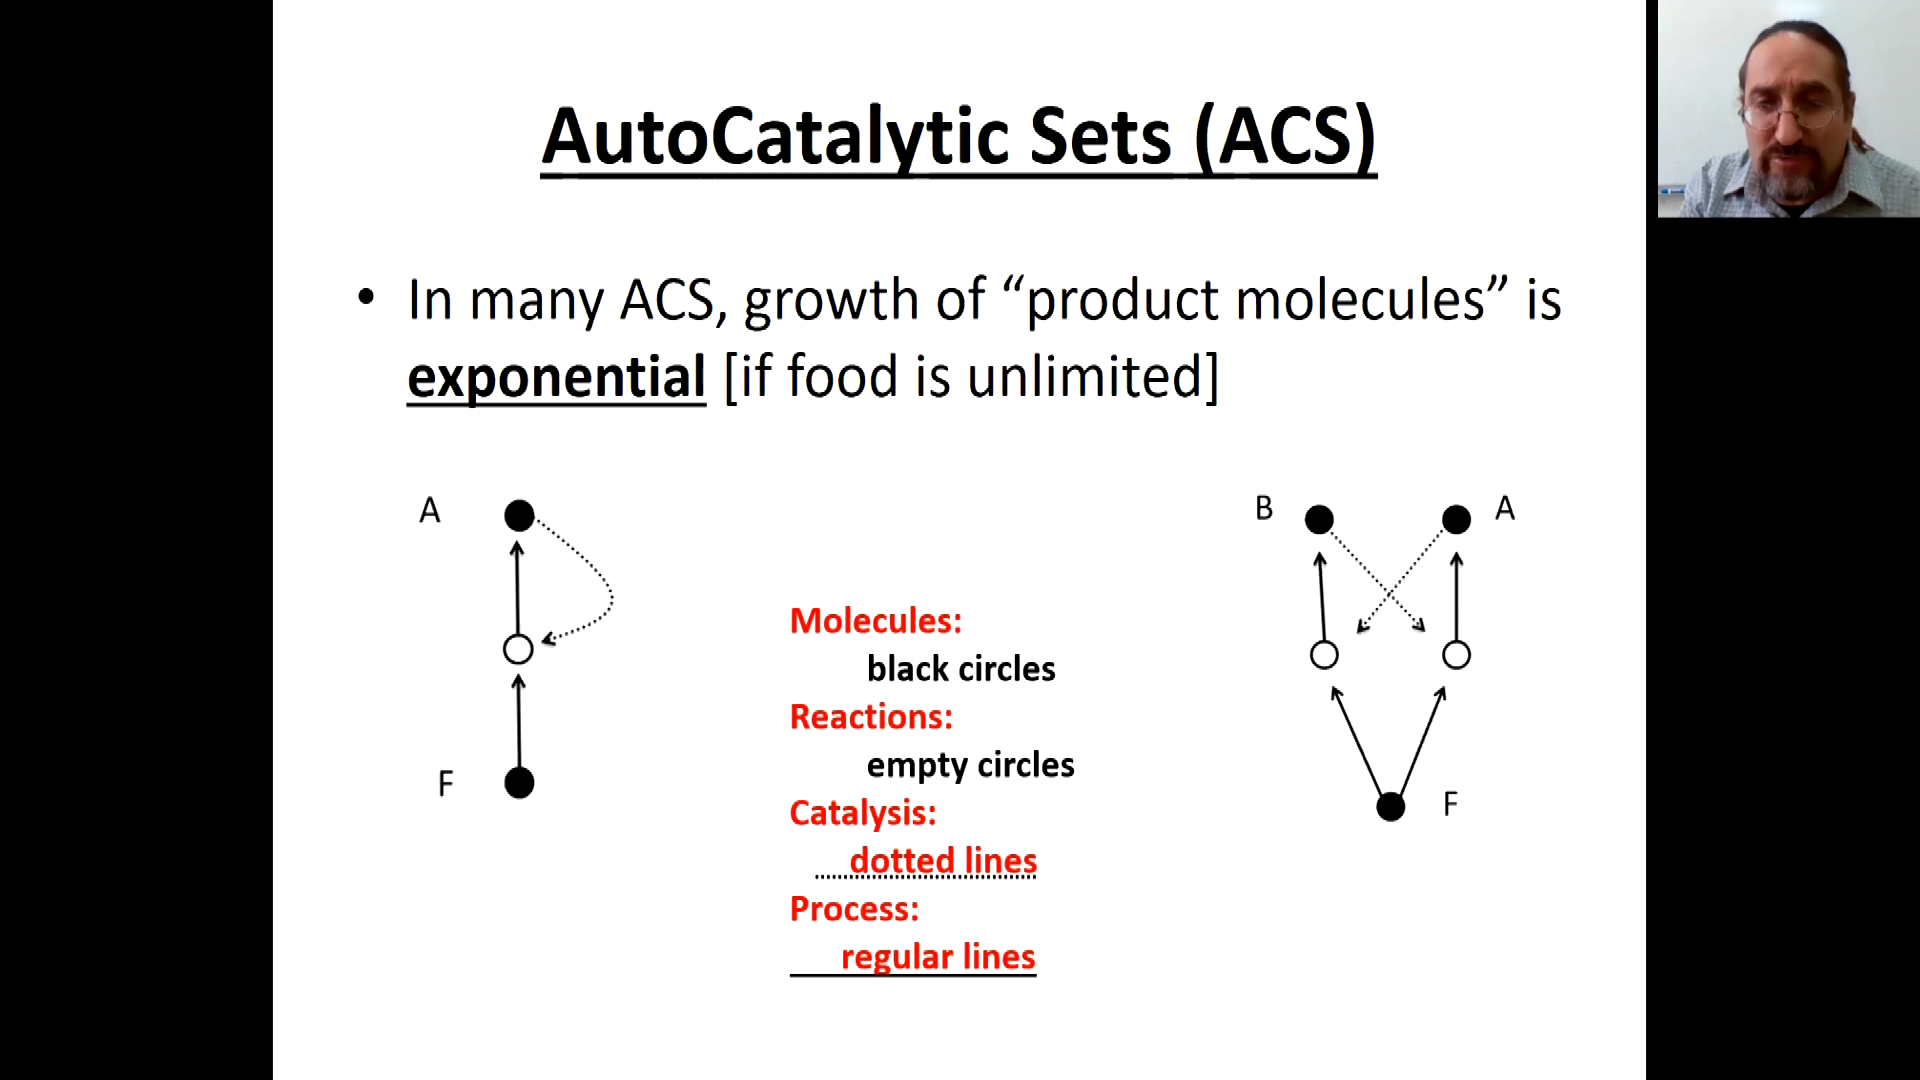 AutoCatalytic Sets (ACS)
• In many ACS, growth of “product molecules” is
exponential [if food is unlimited]
A
F
Molecules:
black circles
Reactions:
empty circles
Catalysis:
dotted lines
Process:
regular lines
B
A
F